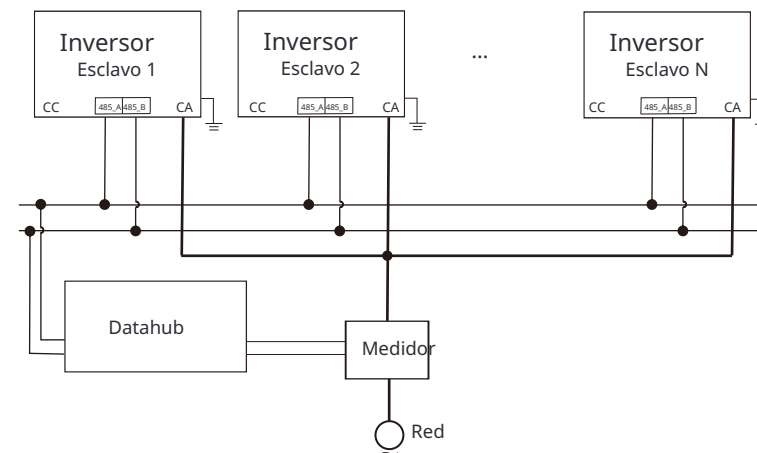 Inversor
Esclavo 1
CC
485_A
485_B
CA
Inversor
Esclavo 2
CC
485_A
485_B
CA
...
Inversor
Esclavo N
CC
485_A
485_B
CA
Datahub
Medidor
Red